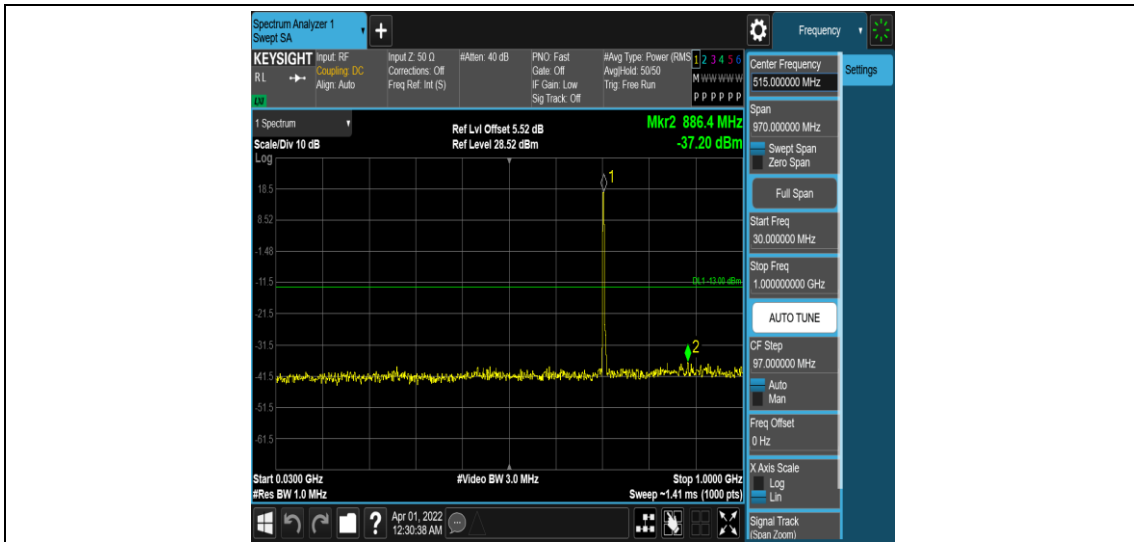 Spectrum Analyzer 1
Swept SA
Frequency
KEYSIGHT
RL
LXI
Input: RF
Coupling: DC
Align: Auto
Input Z: 50 Ω
Corrections: Off
Freq Ref: Int (S)
#Atten: 40 dB
PNO: Fast
Gate: Off
IF Gain: Low
Sig Track: Off
#Avg Type: Power (RMS
Avg|Hold: 50/50
Trig: Free Run
1 2 3 4 5 6
M W W W W W
P P P P P P
1 Spectrum
Scale/Div 10 dB
Ref Lvl Offset 5.52 dB
Ref Level 28.52 dBm
Mkr2 886.4 MHz
-37.20 dBm
Log
18.5
8.52
-1.48
-11.5
-21.5
-31.5
-41.5
-51.5
-61.5
1
DL1 -13.00 dBm
2
Start 0.0300 GHz
#Res BW 1.0 MHz
#Video BW 3.0 MHz
Stop 1.0000 GHz
Sweep ~1.41 ms (1000 pts)
Center Frequency
515.000000 MHz
Settings
Span
970.000000 MHz
Swept Span
Zero Span
Full Span
Start Freq
30.000000 MHz
Stop Freq
1.000000000 GHz
AUTO TUNE
CF Step
97.000000 MHz
Auto
Man
Freq Offset
0 Hz
X Axis Scale
Log
Lin
Signal Track
(Span Zoom)
?
Apr 01, 2022
12:30:38 AM